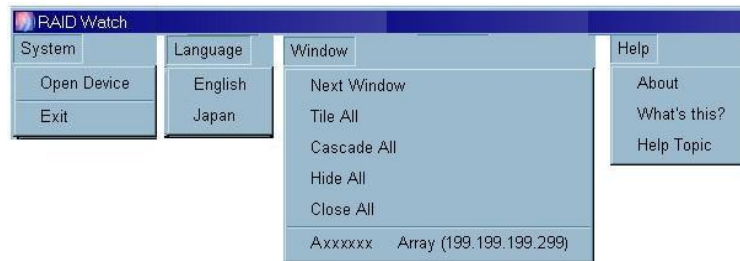 RAID Watch
System
Open Device
Exit
Language
English
Japan
Window
Next Window
Tile All
Cascade All
Hide All
Close All
Axxxxxx Array (199.199.199.299)
Help
About
What's this?
Help Topic